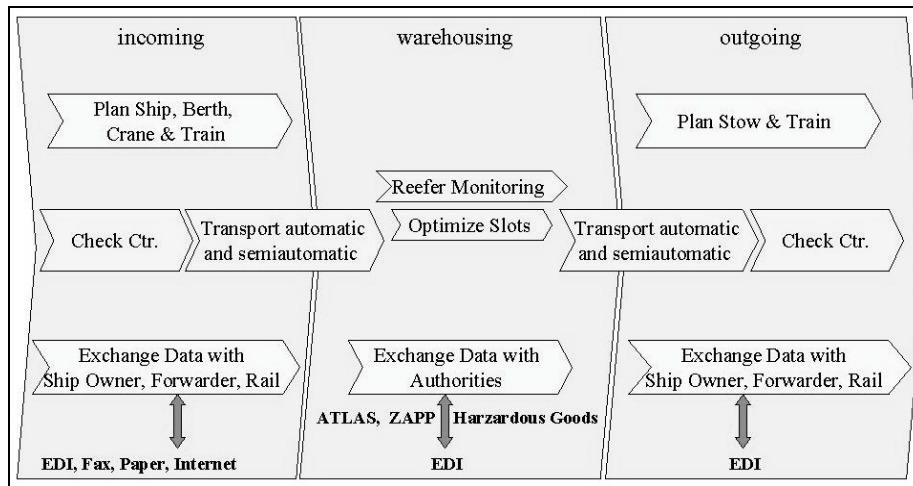 incoming
warehousing
outgoing
Plan Ship, Berth,
Crane & Train
Plan Stow & Train
Reefer Monitoring
Optimize Slots
Check Ctr.
Transport automatic
and semiautomatic
Transport automatic
and semiautomatic
Check Ctr.
Exchange Data with
Ship Owner, Forwarder, Rail
Exchange Data with
Authorities
Exchange Data with
Ship Owner, Forwarder, Rail
ATLAS, ZAPP Harzardous Goods
EDI, Fax, Paper, Internet
EDI
EDI